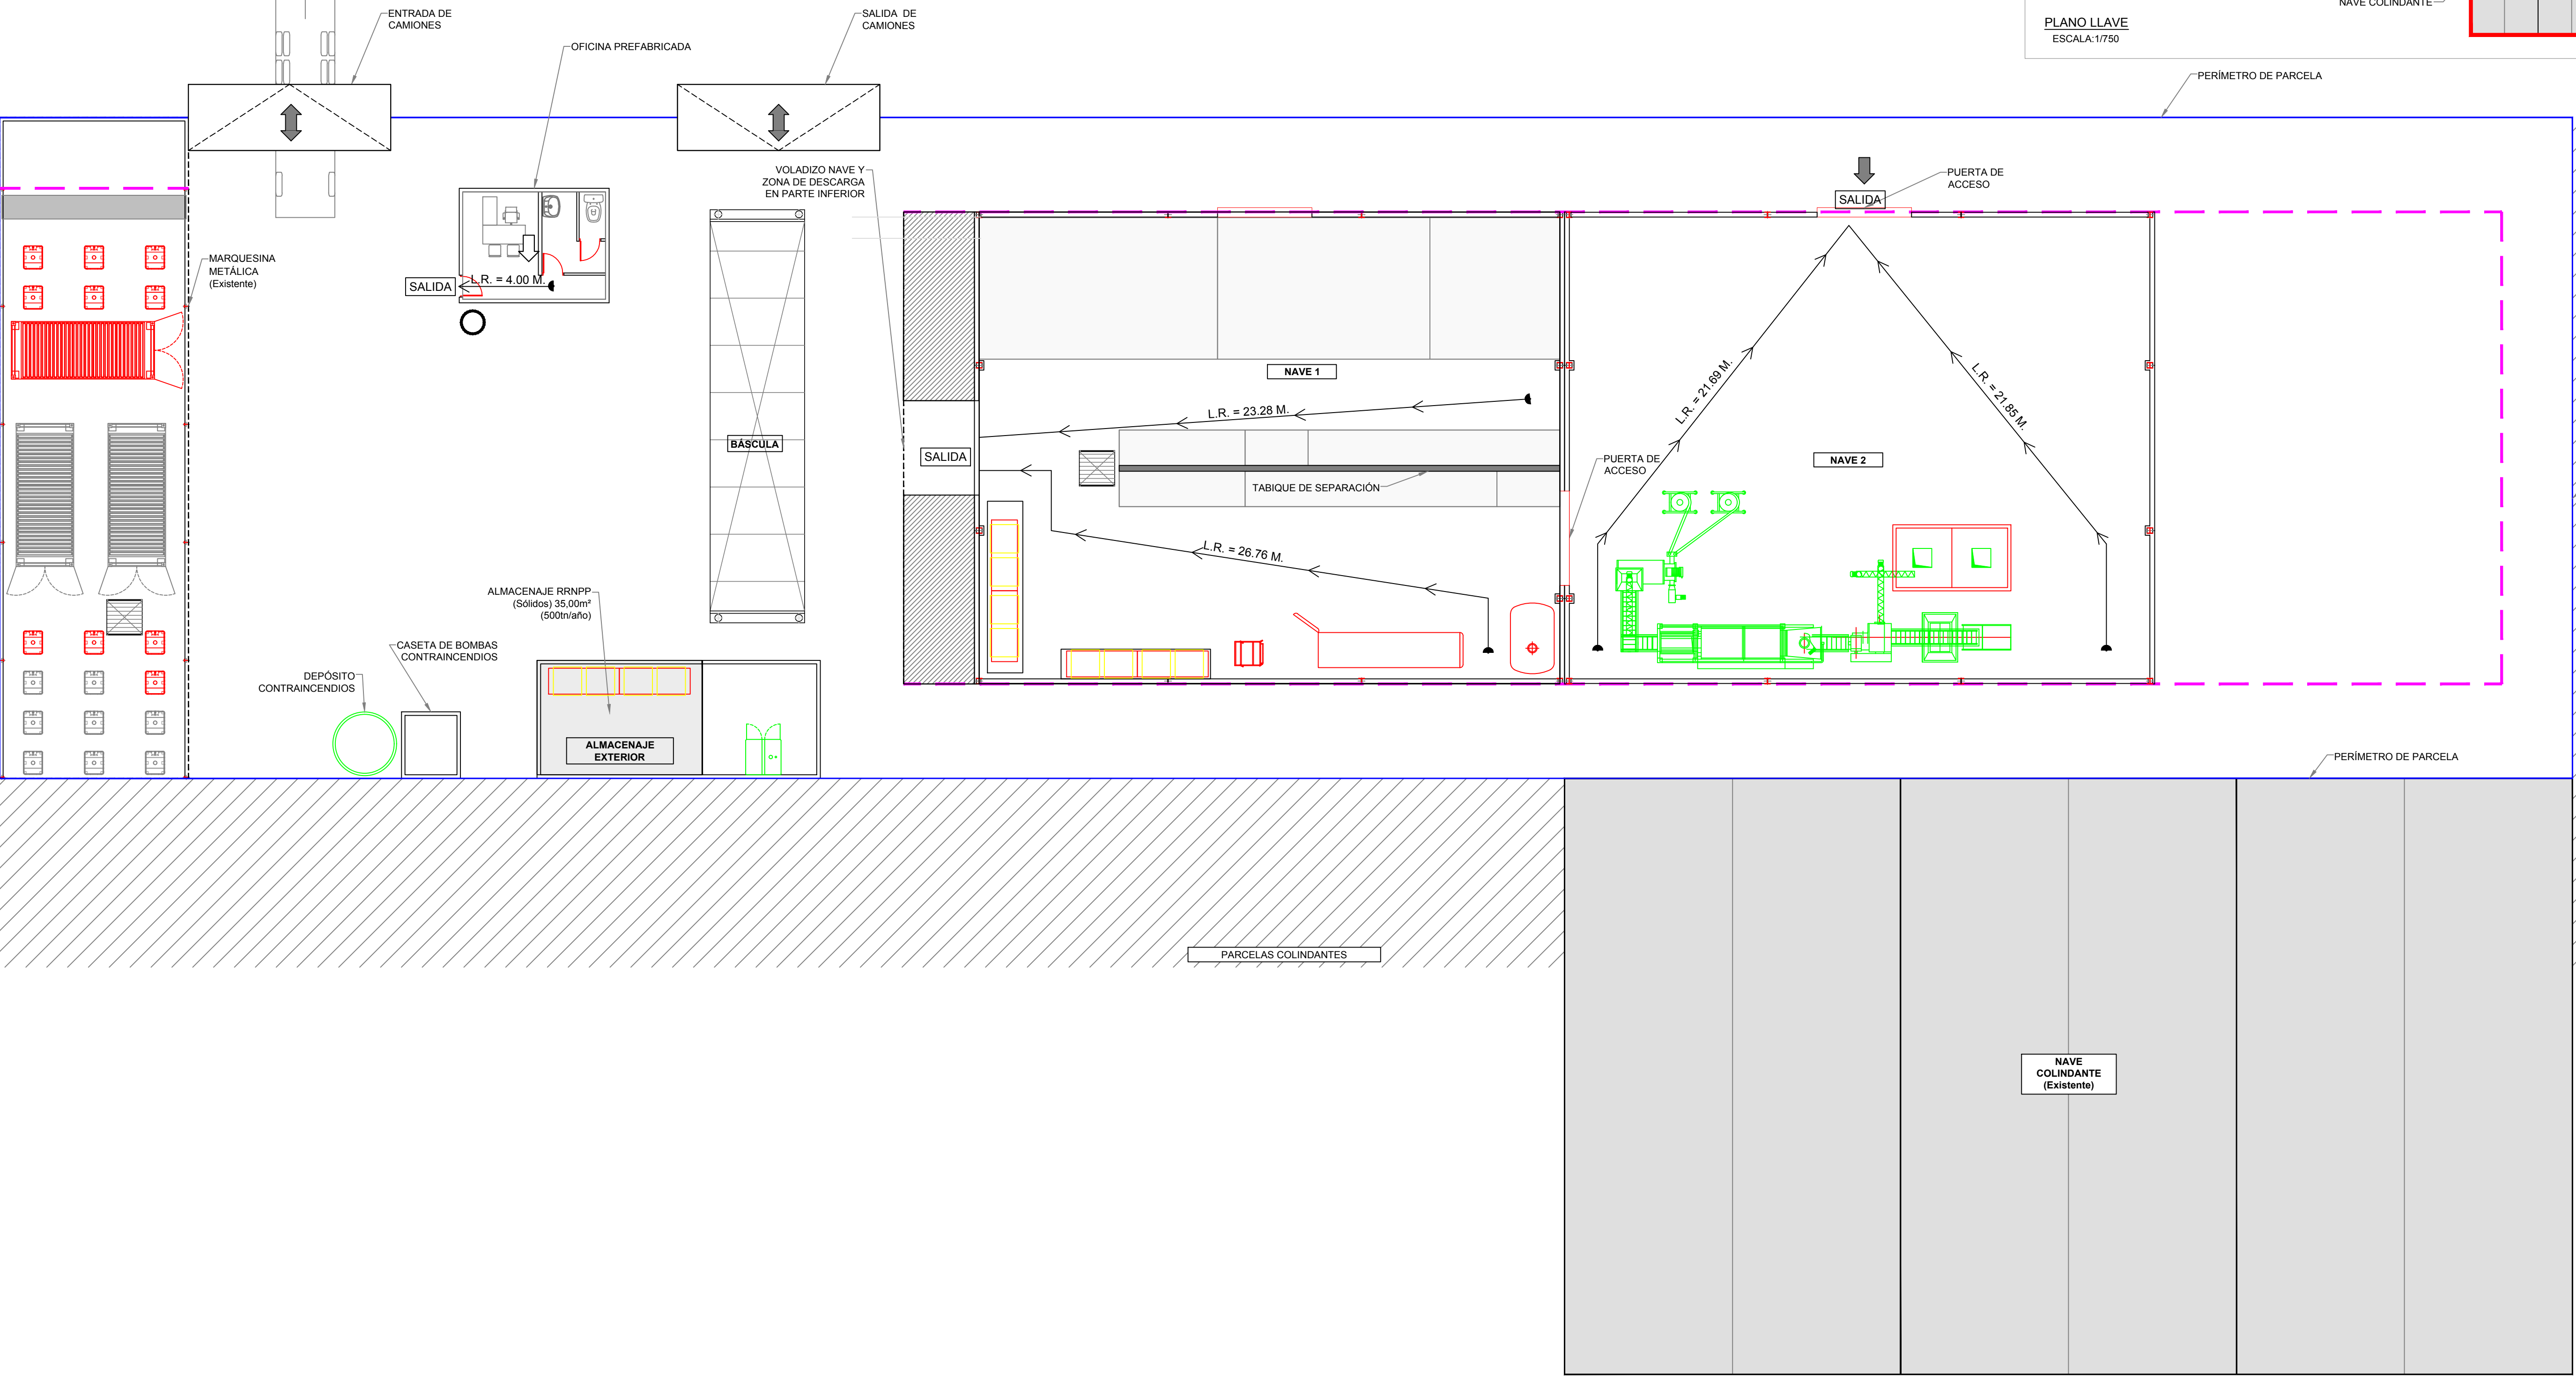 ENTRADA DE
CAMIONES
SALIDA DE
CAMIONES
OFICINA PREFABRICADA
NAVE COLINDANTE
PLANO LLAVE
ESCALA:1/750
PERÍMETRO DE PARCELA
VOLADIZO NAVE Y
ZONA DE DESCARGA
EN PARTE INFERIOR
PUERTA DE
ACCESO
SALIDA
MARQUESINA
METÁLICA
(Existente)
SALIDA
L.R. = 4.00 M.
NAVE 1
L.R. = 23.28 M.
L.R. = 21.69 M.
L.R. = 21.85 M.
BÁSCULA
SALIDA
NAVE 2
PUERTA DE
ACCESO
TABIQUE DE SEPARACIÓN
L.R. = 26.76 M.
ALMACENAJE RRNPP
(Sólidos) 35,00m²
(500tn/año)
CASETA DE BOMBAS
CONTRAINCENDIOS
DEPÓSITO
CONTRAINCENDIOS
ALMACENAJE
EXTERIOR
PERÍMETRO DE PARCELA
PARCELAS COLINDANTES
NAVE
COLINDANTE
(Existente)